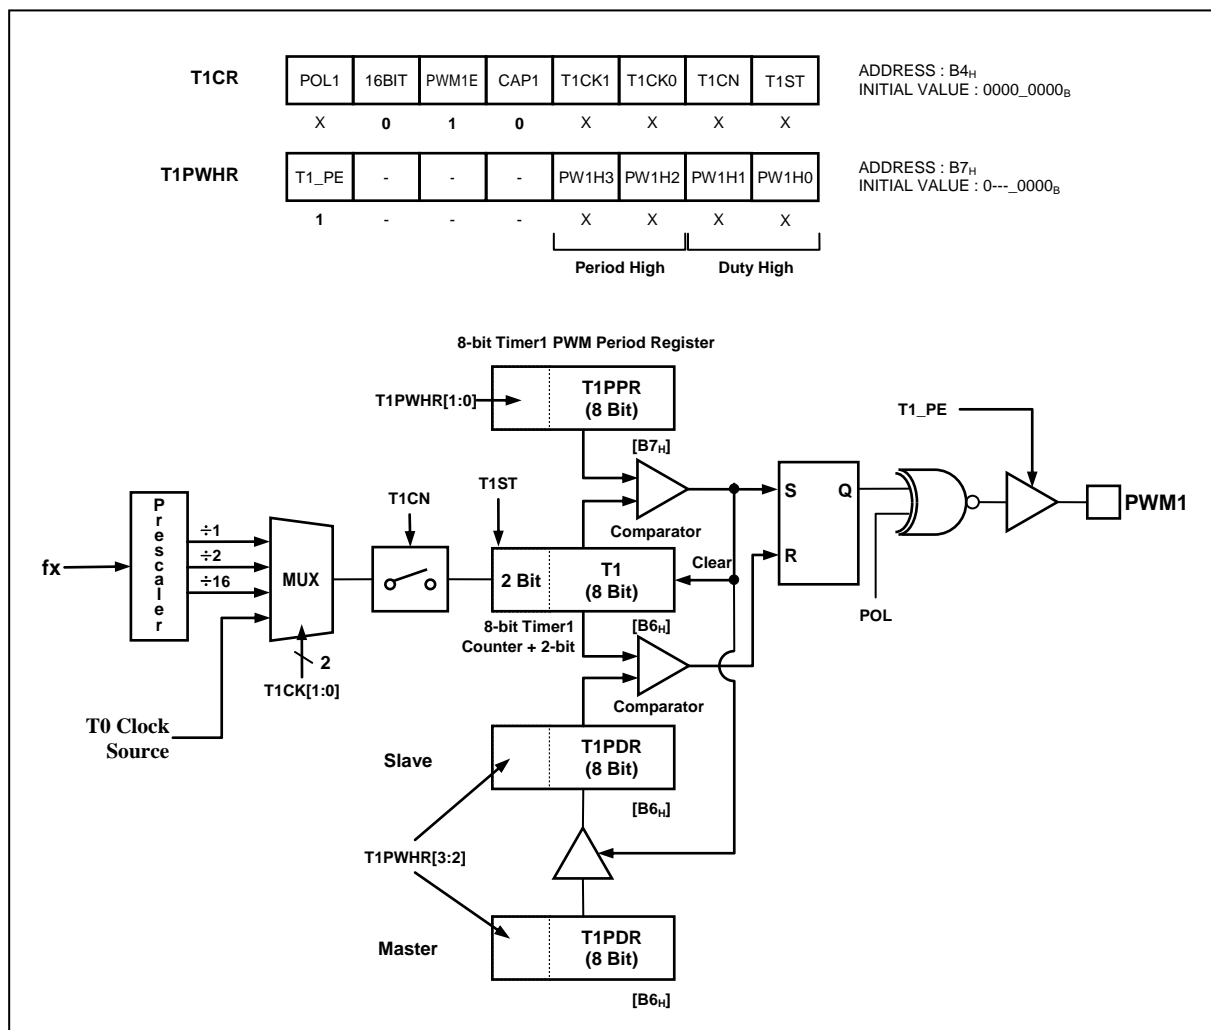 T1CR
POL1 16BIT PWM1E CAP1 T1CK1 T1CK0 T1CN T1ST
ADDRESS : B4H
INITIAL VALUE : 0000_0000B
X 0 1 0 X X X X
T1PWHR
T1_PE - - - PW1H3 PW1H2 PW1H1 PW1H0
ADDRESS : B7H
INITIAL VALUE : 0---_0000B
1 - - - X X X X
Period High Duty High
8-bit Timer1 PWM Period Register
T1PWHR[1:0]
T1PPR
(8 Bit)
[B7H]
T1_PE
S Q
R
PWM1
POL
Comparator
Clear
fx
Prescaler
÷1
÷2
÷16
MUX
2
T1CK[1:0]
T0 Clock
Source
T1CN
T1ST
2 Bit
T1
(8 Bit)
[B6H]
8-bit Timer1
Counter + 2-bit
Comparator
Slave
T1PDR
(8 Bit)
[B6H]
T1PWHR[3:2]
Master
T1PDR
(8 Bit)
[B6H]